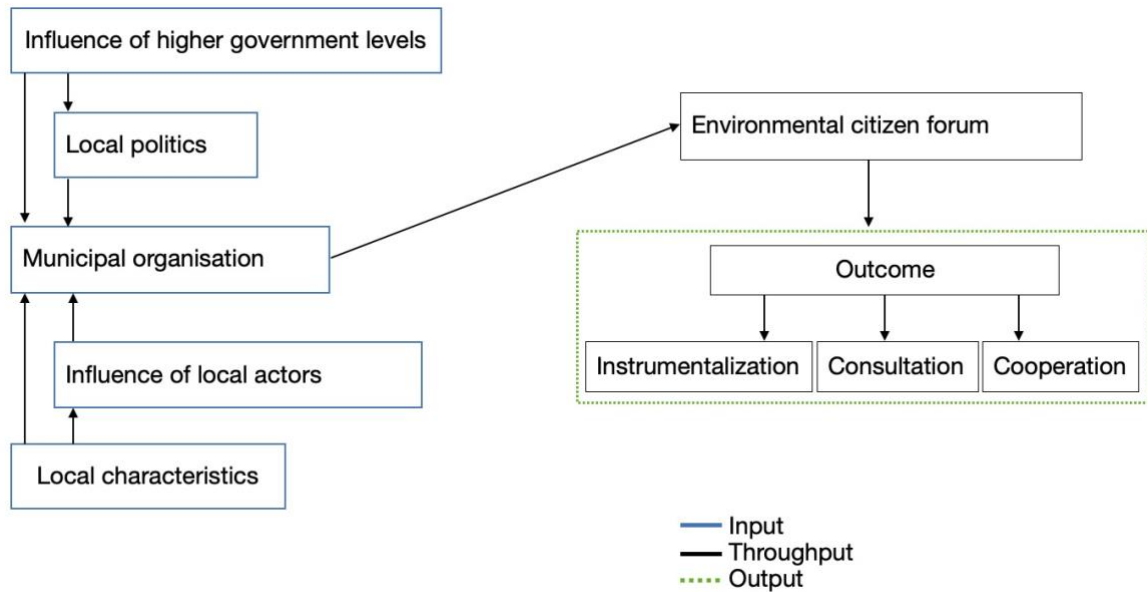 Influence of higher government levels
Local politics
Municipal organisation
Influence of local actors
Local characteristics
Environmental citizen forum
Outcome
Instrumentalization
Consultation
Cooperation
Input
Throughput
Output